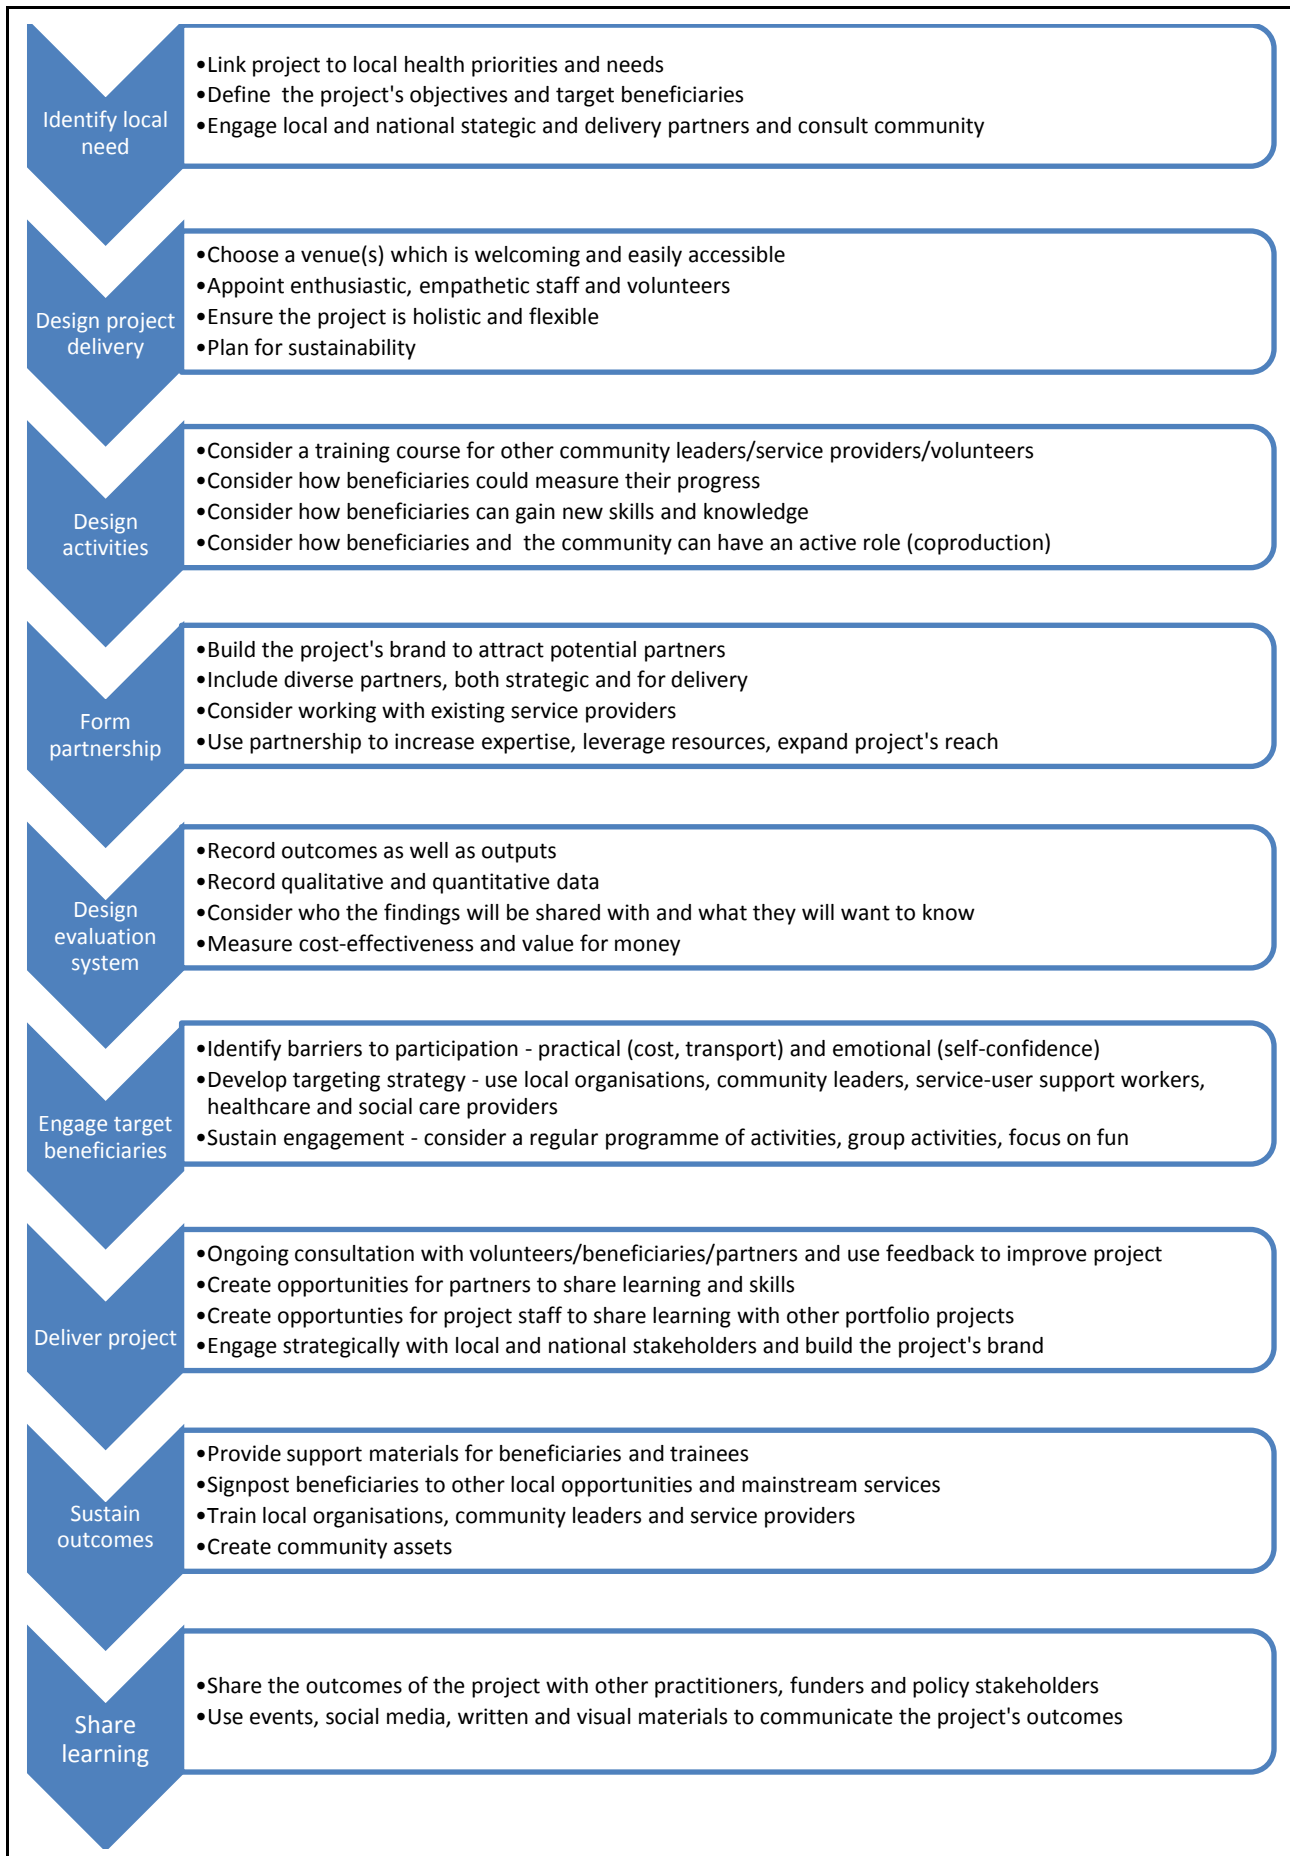 Identify local
need
•Link project to local health priorities and needs
•Define  the project's objectives and target beneficiaries
•Engage local and national stategic and delivery partners and consult community
Design project
delivery
•Choose a venue(s) which is welcoming and easily accessible
•Appoint enthusiastic, empathetic staff and volunteers
•Ensure the project is holistic and flexible
•Plan for sustainability
Design
activities
•Consider a training course for other community leaders/service providers/volunteers
•Consider how beneficiaries could measure their progress
•Consider how beneficiaries can gain new skills and knowledge
•Consider how beneficiaries and  the community can have an active role (coproduction)
Form
partnership
•Build the project's brand to attract potential partners
•Include diverse partners, both strategic and for delivery
•Consider working with existing service providers
•Use partnership to increase expertise, leverage resources, expand project's reach
Design
evaluation
system
•Record outcomes as well as outputs
•Record qualitative and quantitative data
•Consider who the findings will be shared with and what they will want to know
•Measure cost-effectiveness and value for money
Engage target
beneficiaries
•Identify barriers to participation - practical (cost, transport) and emotional (self-confidence)
•Develop targeting strategy - use local organisations, community leaders, service-user support workers,
healthcare and social care providers
•Sustain engagement - consider a regular programme of activities, group activities, focus on fun
Deliver project
•Ongoing consultation with volunteers/beneficiaries/partners and use feedback to improve project
•Create opportunities for partners to share learning and skills
•Create opportunties for project staff to share learning with other portfolio projects
•Engage strategically with local and national stakeholders and build the project's brand
Sustain
outcomes
•Provide support materials for beneficiaries and trainees
•Signpost beneficiaries to other local opportunities and mainstream services
•Train local organisations, community leaders and service providers
•Create community assets
Share
learning
•Share the outcomes of the project with other practitioners, funders and policy stakeholders
•Use events, social media, written and visual materials to communicate the project's outcomes